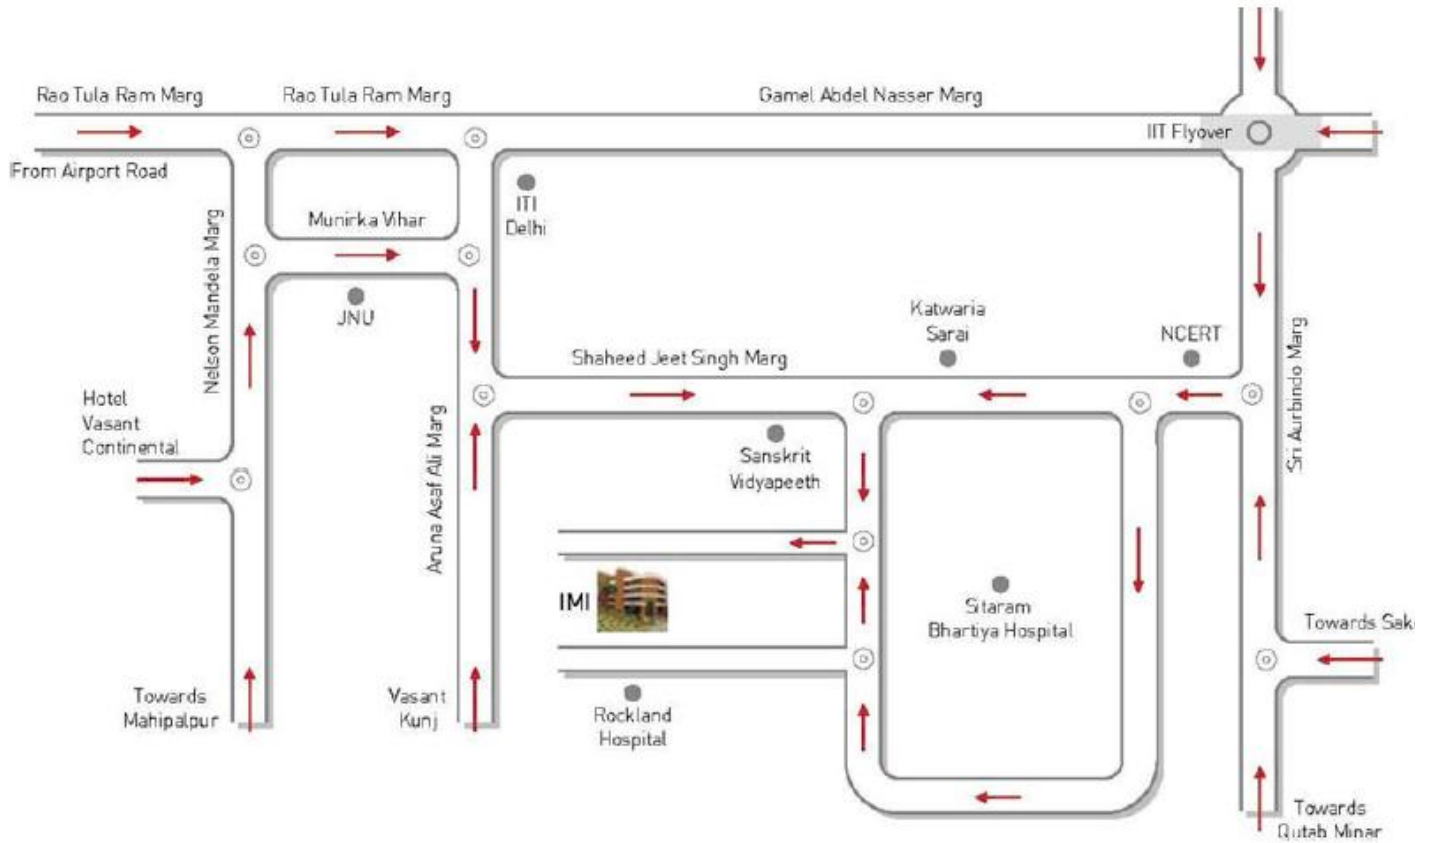 Rao Tula Ram Marg
Rao Tula Ram Marg
Gamel Abdel Nasser Marg
IIT Flyover
From Airport Road
ITI
Delhi
Munirka Vihar
Nelson Mandela Marg
JNU
Katwaria
Sarai
NCERT
Shaheed Jeet Singh Marg
Sri Aurbindo Marg
Hotel
Vasant
Continental
Aruna Asaf Ali Marg
Sanskrit
Vidyapeeth
IMI
Sitaram
Bhartiya Hospital
Towards Sak
Towards
Mahipalpur
Vasant
Kunj
Rockland
Hospital
Towards
Qutab Minar